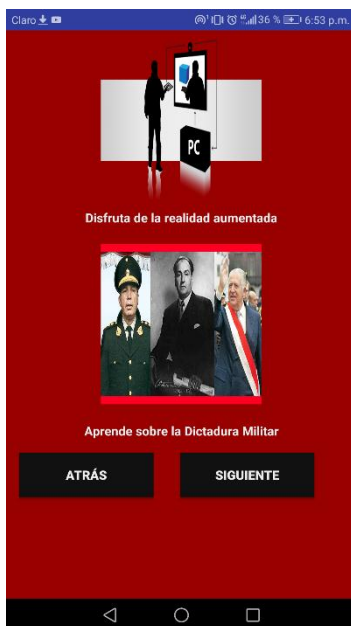 Claro 36 % 6:53 p.m.
PC
Disfruta de la realidad aumentada
Aprende sobre la Dictadura Militar
ATRÁS SIGUIENTE